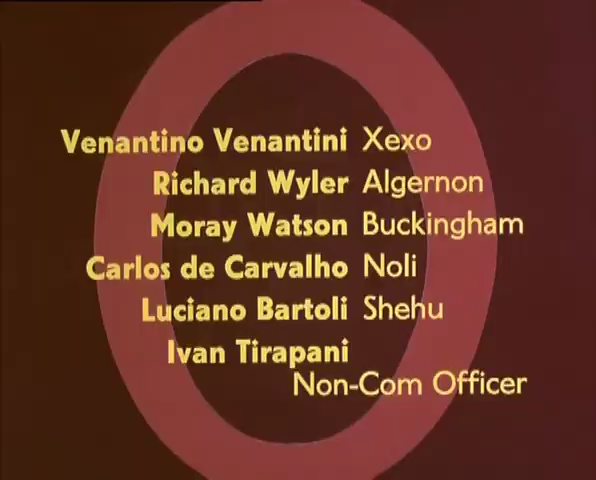 Venantino Venantini Xexo
Richard Wyler Algernon
Moray Watson Buckingham
Carlos de Carvalho Noli
Luciano Bartoli Shehu
Ivan Tirapani
Non-Com Officer